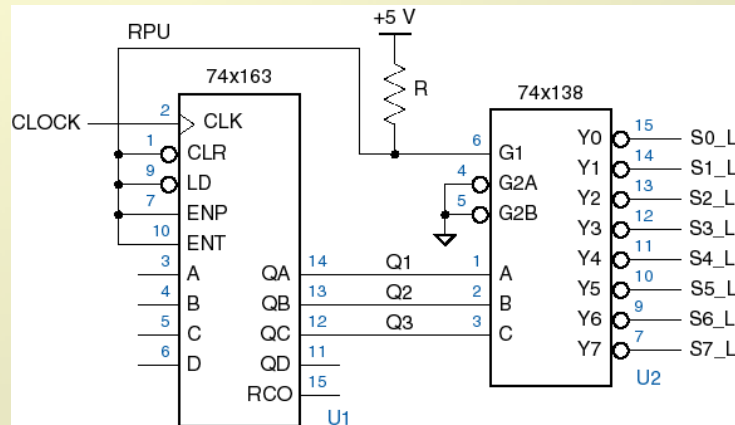 +5 V
RPU
R
74x163
74x138
CLOCK
2 CLK
1 CLR
9 LD
7 ENP
10 ENT
3 A QA 14 Q1
4 B QB 13 Q2
5 C QC 12 Q3
6 D QD 11
RCO 15
U1
6 G1
4 G2A
5 G2B
1 A
2 B
3 C
Y0 15 S0_L
Y1 14 S1_L
Y2 13 S2_L
Y3 12 S3_L
Y4 11 S4_L
Y5 10 S5_L
Y6 9 S6_L
Y7 7 S7_L
U2